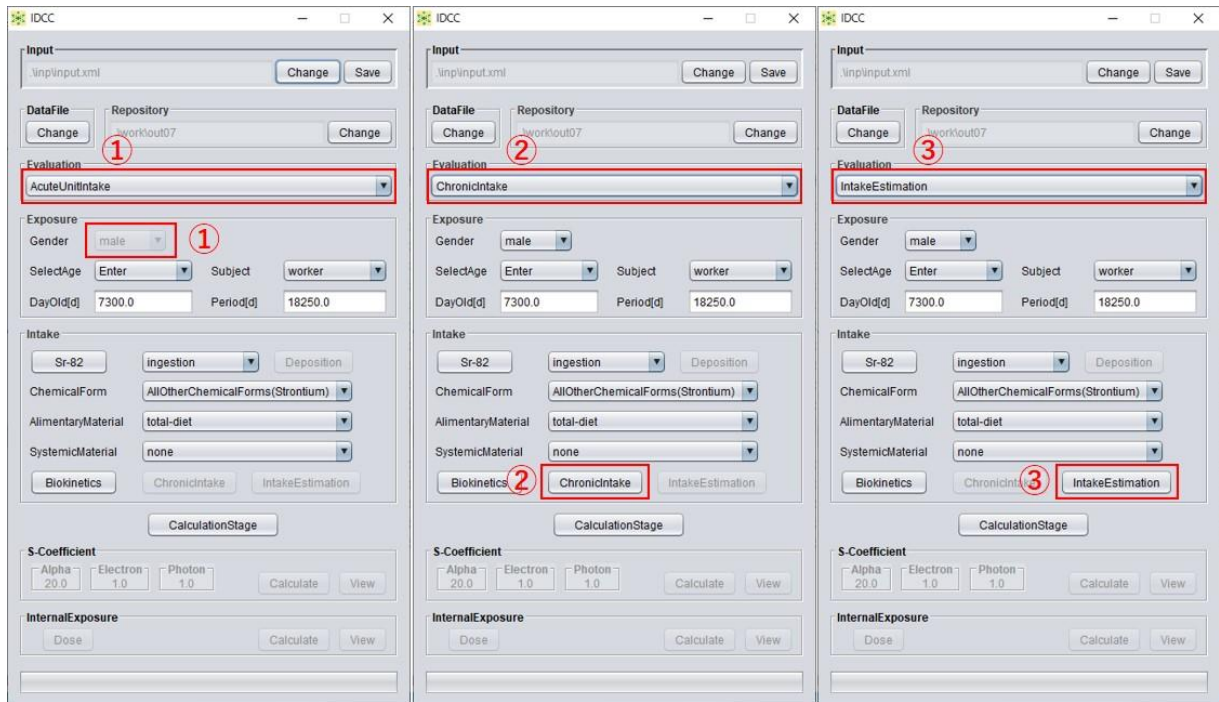 IDCC
Input
.\inp\input.xml
Change Save
DataFile Repository
Change .\work\out07 Change
①
Evaluation
AcuteUnitIntake
Exposure
Gender male ①
SelectAge Enter Subject worker
DayOld[d] 7300.0 Period[d] 18250.0
Intake
Sr-82 ingestion Deposition
ChemicalForm AllOtherChemicalForms(Strontium)
AlimentaryMaterial total-diet
SystemicMaterial none
Biokinetics ChronicIntake IntakeEstimation
CalculationStage
S-Coefficient
Alpha Electron Photon
20.0 1.0 1.0 Calculate View
InternalExposure
Dose Calculate View
IDCC
Input
.\inp\input.xml
Change Save
DataFile Repository
Change .\work\out07 Change
②
Evaluation
ChronicIntake
Exposure
Gender male
SelectAge Enter Subject worker
DayOld[d] 7300.0 Period[d] 18250.0
Intake
Sr-82 ingestion Deposition
ChemicalForm AllOtherChemicalForms(Strontium)
AlimentaryMaterial total-diet
SystemicMaterial none
Biokinetics ② ChronicIntake IntakeEstimation
CalculationStage
S-Coefficient
Alpha Electron Photon
20.0 1.0 1.0 Calculate View
InternalExposure
Dose Calculate View
IDCC
Input
.\inp\input.xml
Change Save
DataFile Repository
Change .\work\out07 Change
③
Evaluation
IntakeEstimation
Exposure
Gender male
SelectAge Enter Subject worker
DayOld[d] 7300.0 Period[d] 18250.0
Intake
Sr-82 ingestion Deposition
ChemicalForm AllOtherChemicalForms(Strontium)
AlimentaryMaterial total-diet
SystemicMaterial none
Biokinetics ChronicIntake ③ IntakeEstimation
CalculationStage
S-Coefficient
Alpha Electron Photon
20.0 1.0 1.0 Calculate View
InternalExposure
Dose Calculate View